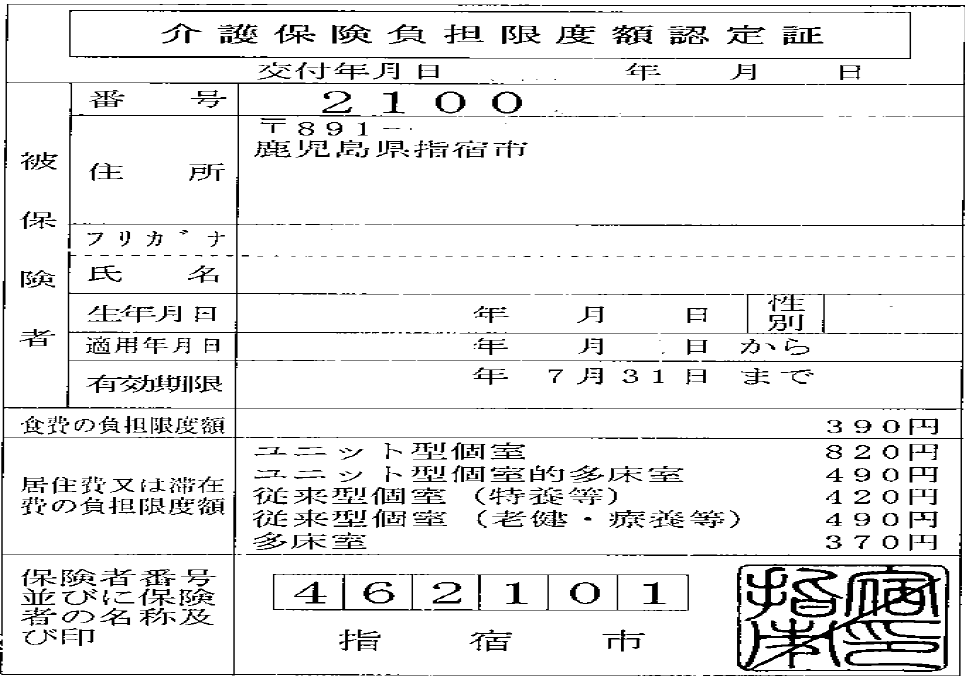 介護保険負担限度額認定証
交付年月日 年 月 日
被保険者
番号 2100
住所 〒891-
鹿児島県指宿市
フリガナ
氏名
生年月日 年 月 日 性別
適用年月日 年 月 日 から
有効期限 年 7月31日 まで
食費の負担限度額 390円
居住費又は滞在費の負担限度額
ユニット型個室 820円
ユニット型個室的多床室 490円
従来型個室(特養等) 420円
従来型個室(老健・療養等) 490円
多床室 370円
保険者番号
並びに保険
者の名称及
び印
462101
指宿市
指宿市印